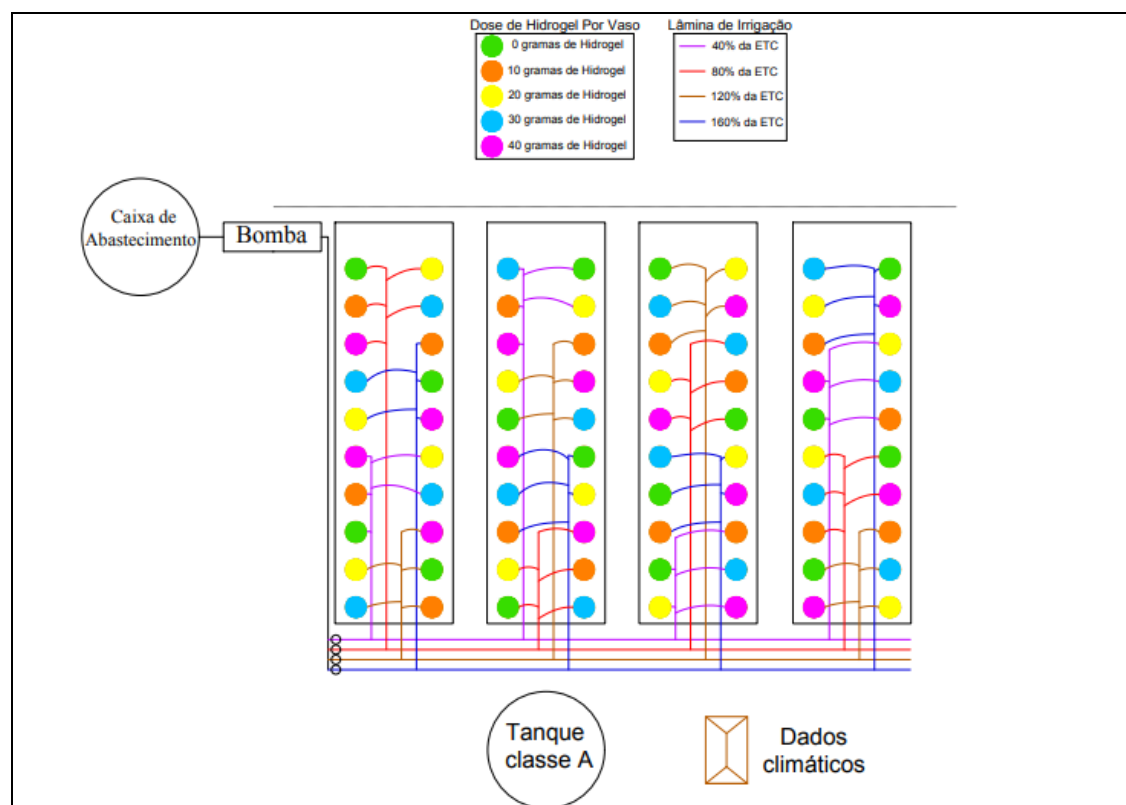 Dose de Hidrogel Por Vaso
0 gramas de Hidrogel
10 gramas de Hidrogel
20 gramas de Hidrogel
30 gramas de Hidrogel
40 gramas de Hidrogel
Lâmina de Irrigação
40% da ETC
80% da ETC
120% da ETC
160% da ETC
Caixa de
Abastecimento
Bomba
Tanque
classe A
Dados
climáticos